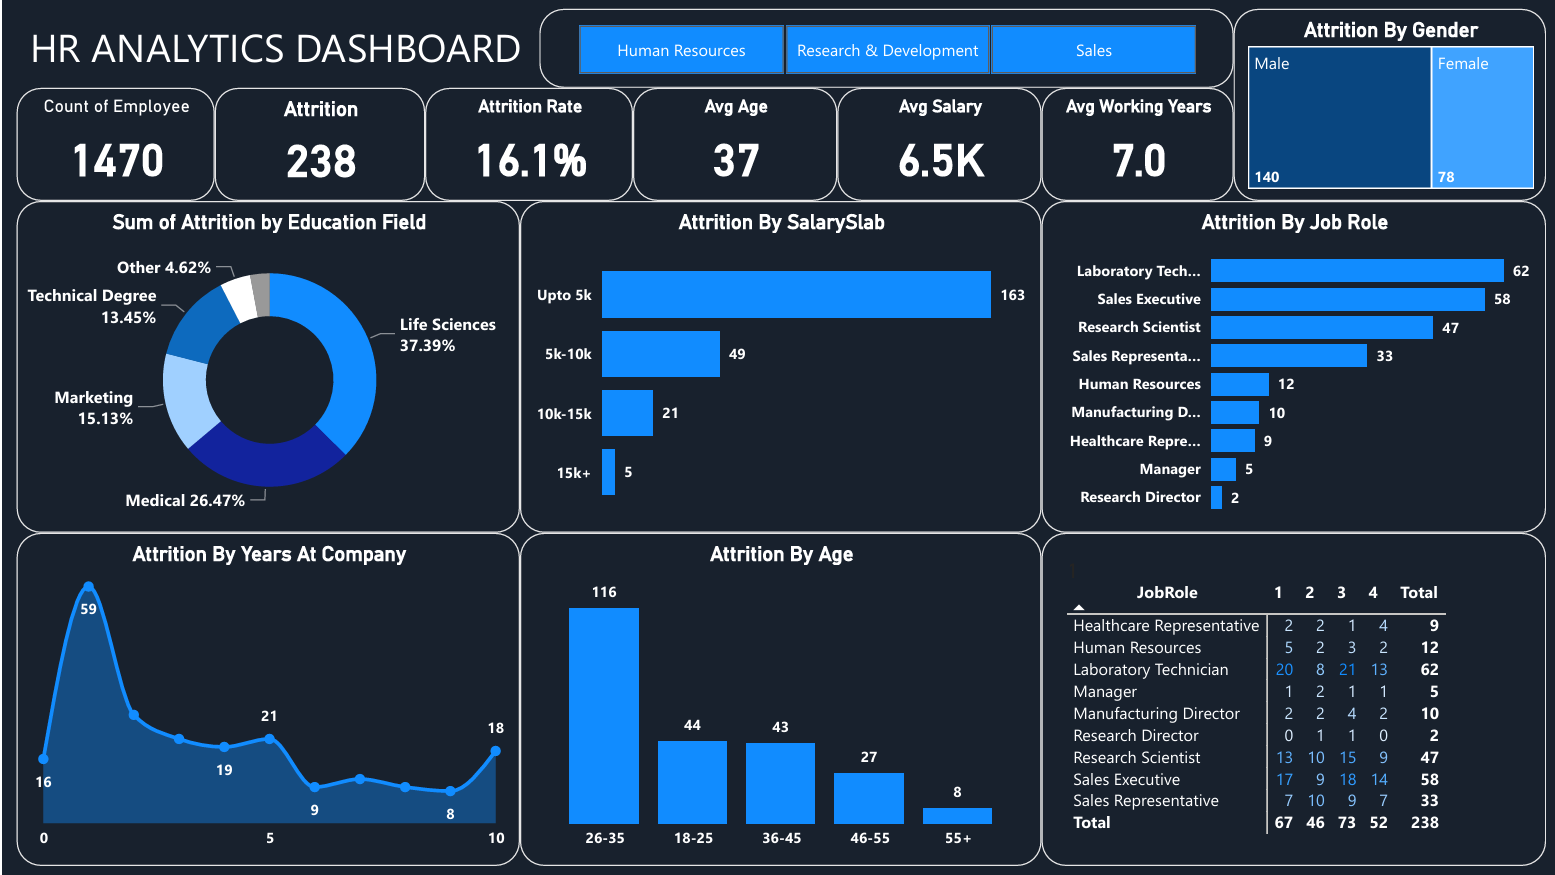 HR ANALYTICS DASHBOARD
Human Resources
Research & Development
Sales
Attrition By Gender
Male
Female
140
78
Count of Employee
1470
Attrition
238
Attrition Rate
16.1%
Avg Age
37
Avg Salary
6.5K
Avg Working Years
7.0
Sum of Attrition by Education Field
Other 4.62%
Technical Degree
13.45%
Life Sciences
37.39%
Marketing
15.13%
Medical 26.47%
Attrition By SalarySlab
Upto 5k 163
5k-10k 49
10k-15k 21
15k+ 5
Attrition By Job Role
Laboratory Tech... 62
Sales Executive 58
Research Scientist 47
Sales Representa... 33
Human Resources 12
Manufacturing D... 10
Healthcare Repre... 9
Manager 5
Research Director 2
Attrition By Years At Company
59
21
18
16
19
9
8
0 5 10
Attrition By Age
116
44
43
27
8
26-35 18-25 36-45 46-55 55+
JobRole 1 2 3 4 Total
Healthcare Representative 2 2 1 4 9
Human Resources 5 2 3 2 12
Laboratory Technician 20 8 21 13 62
Manager 1 2 1 1 5
Manufacturing Director 2 2 4 2 10
Research Director 0 1 1 0 2
Research Scientist 13 10 15 9 47
Sales Executive 17 9 18 14 58
Sales Representative 7 10 9 7 33
Total 67 46 73 52 238